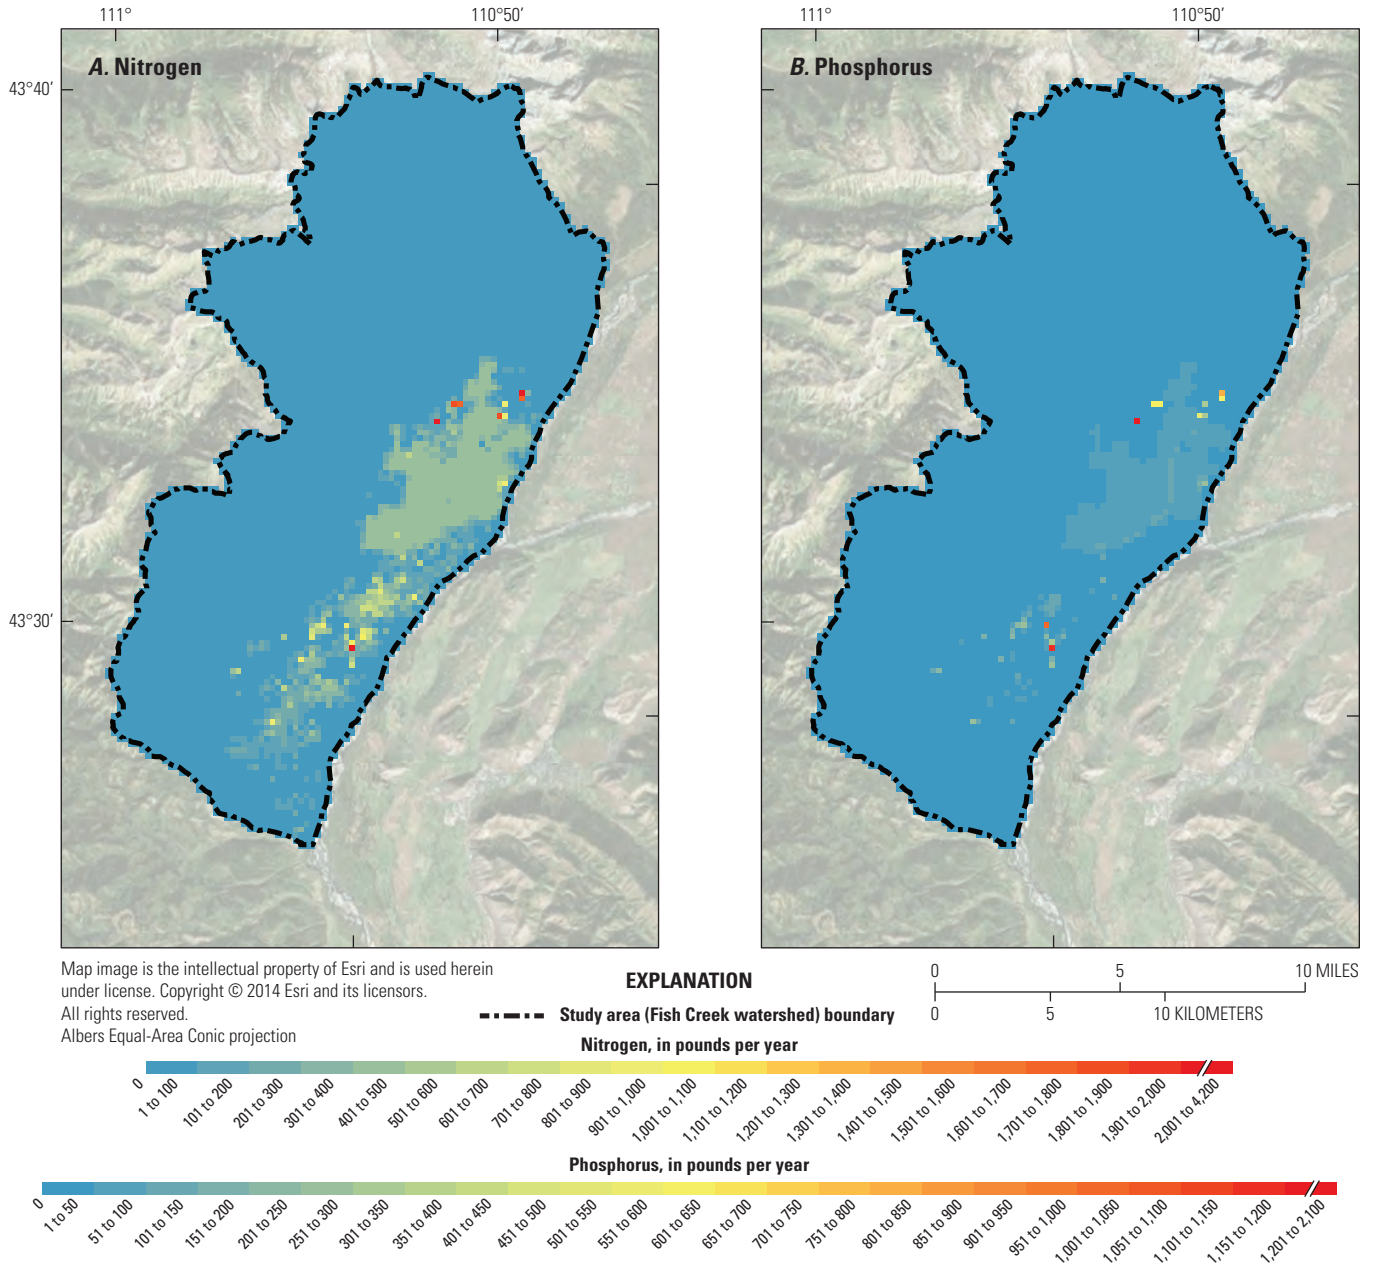 111°
110°50′
111°
110°50′
A. Nitrogen
B. Phosphorus
43°40′
43°30′
Map image is the intellectual property of Esri and is used herein
under license. Copyright © 2014 Esri and its licensors.
All rights reserved.
Albers Equal-Area Conic projection
EXPLANATION
Study area (Fish Creek watershed) boundary
0 5 10 MILES
0 5 10 KILOMETERS
Nitrogen, in pounds per year
0
1 to 100
101 to 200
201 to 300
301 to 400
401 to 500
501 to 600
601 to 700
701 to 800
801 to 900
901 to 1,000
1,001 to 1,100
1,101 to 1,200
1,201 to 1,300
1,301 to 1,400
1,401 to 1,500
1,501 to 1,600
1,601 to 1,700
1,701 to 1,800
1,801 to 1,900
1,901 to 2,000
2,001 to 4,200
Phosphorus, in pounds per year
0
1 to 50
51 to 100
101 to 150
151 to 200
201 to 250
251 to 300
301 to 350
351 to 400
401 to 450
451 to 500
501 to 550
551 to 600
601 to 650
651 to 700
701 to 750
751 to 800
801 to 850
851 to 900
901 to 950
951 to 1,000
1,001 to 1,050
1,051 to 1,100
1,101 to 1,150
1,151 to 1,200
1,201 to 2,100